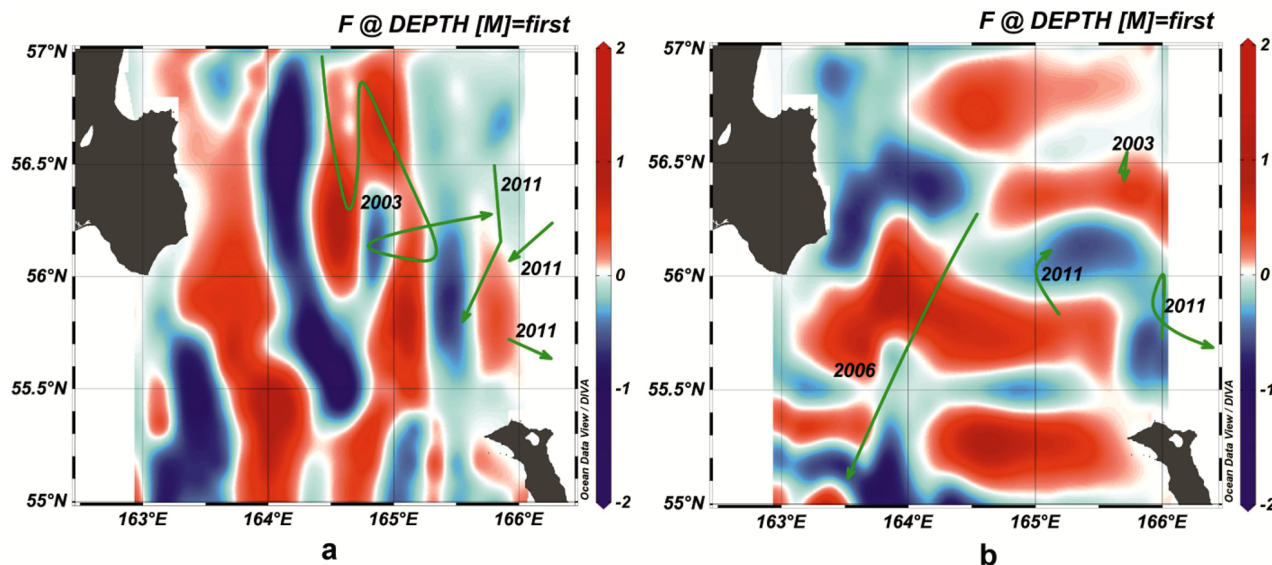 F @ DEPTH [M]=first
57°N
56.5°N
56°N
55.5°N
55°N
163°E
164°E
165°E
166°E
2003
2011
2011
2011
2
1
0
-1
-2
Ocean Data View / DIVA
a
F @ DEPTH [M]=first
57°N
56.5°N
56°N
55.5°N
55°N
163°E
164°E
165°E
166°E
2003
2011
2011
2006
2
1
0
-1
-2
Ocean Data View / DIVA
b